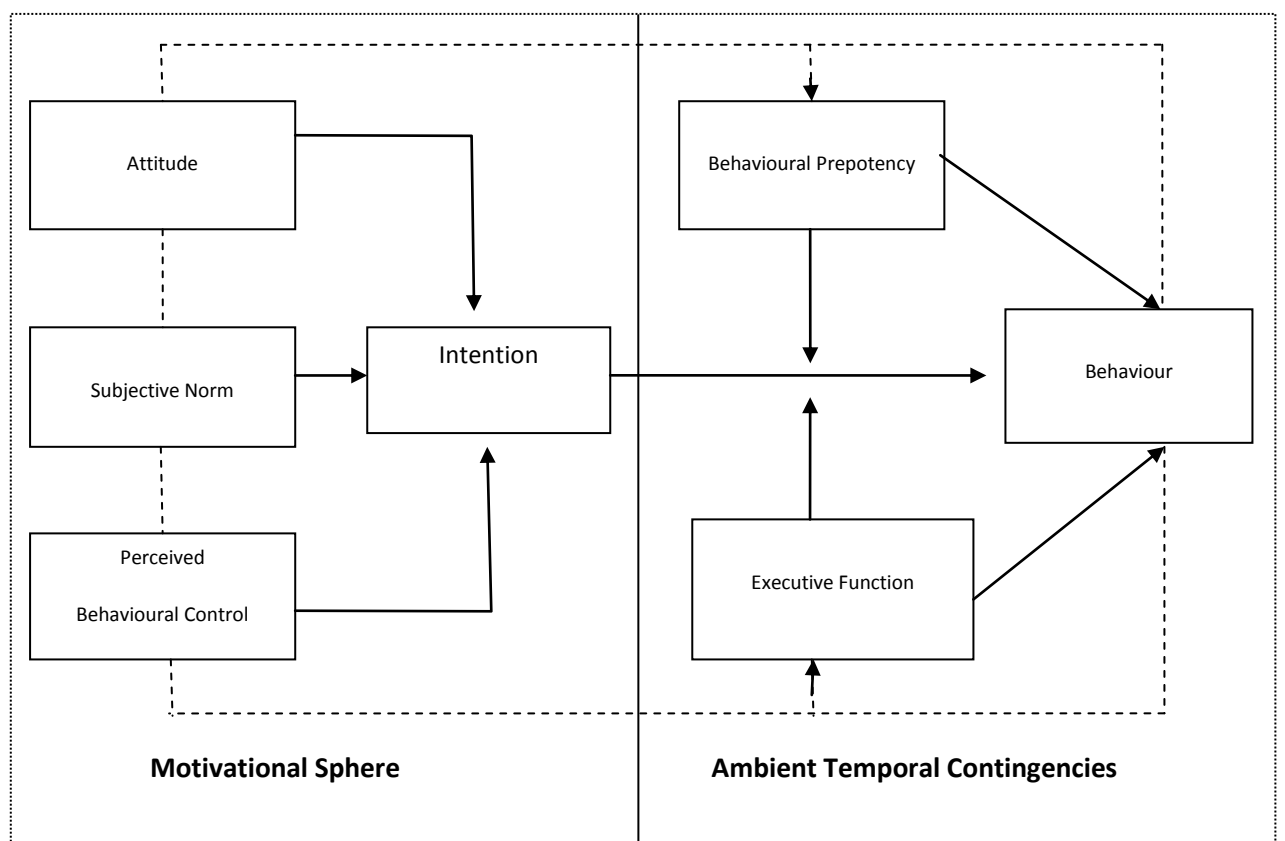 Attitude
Behavioural Prepotency
Subjective Norm
Intention
Behaviour
Perceived
Behavioural Control
Executive Function
Motivational Sphere
Ambient Temporal Contingencies